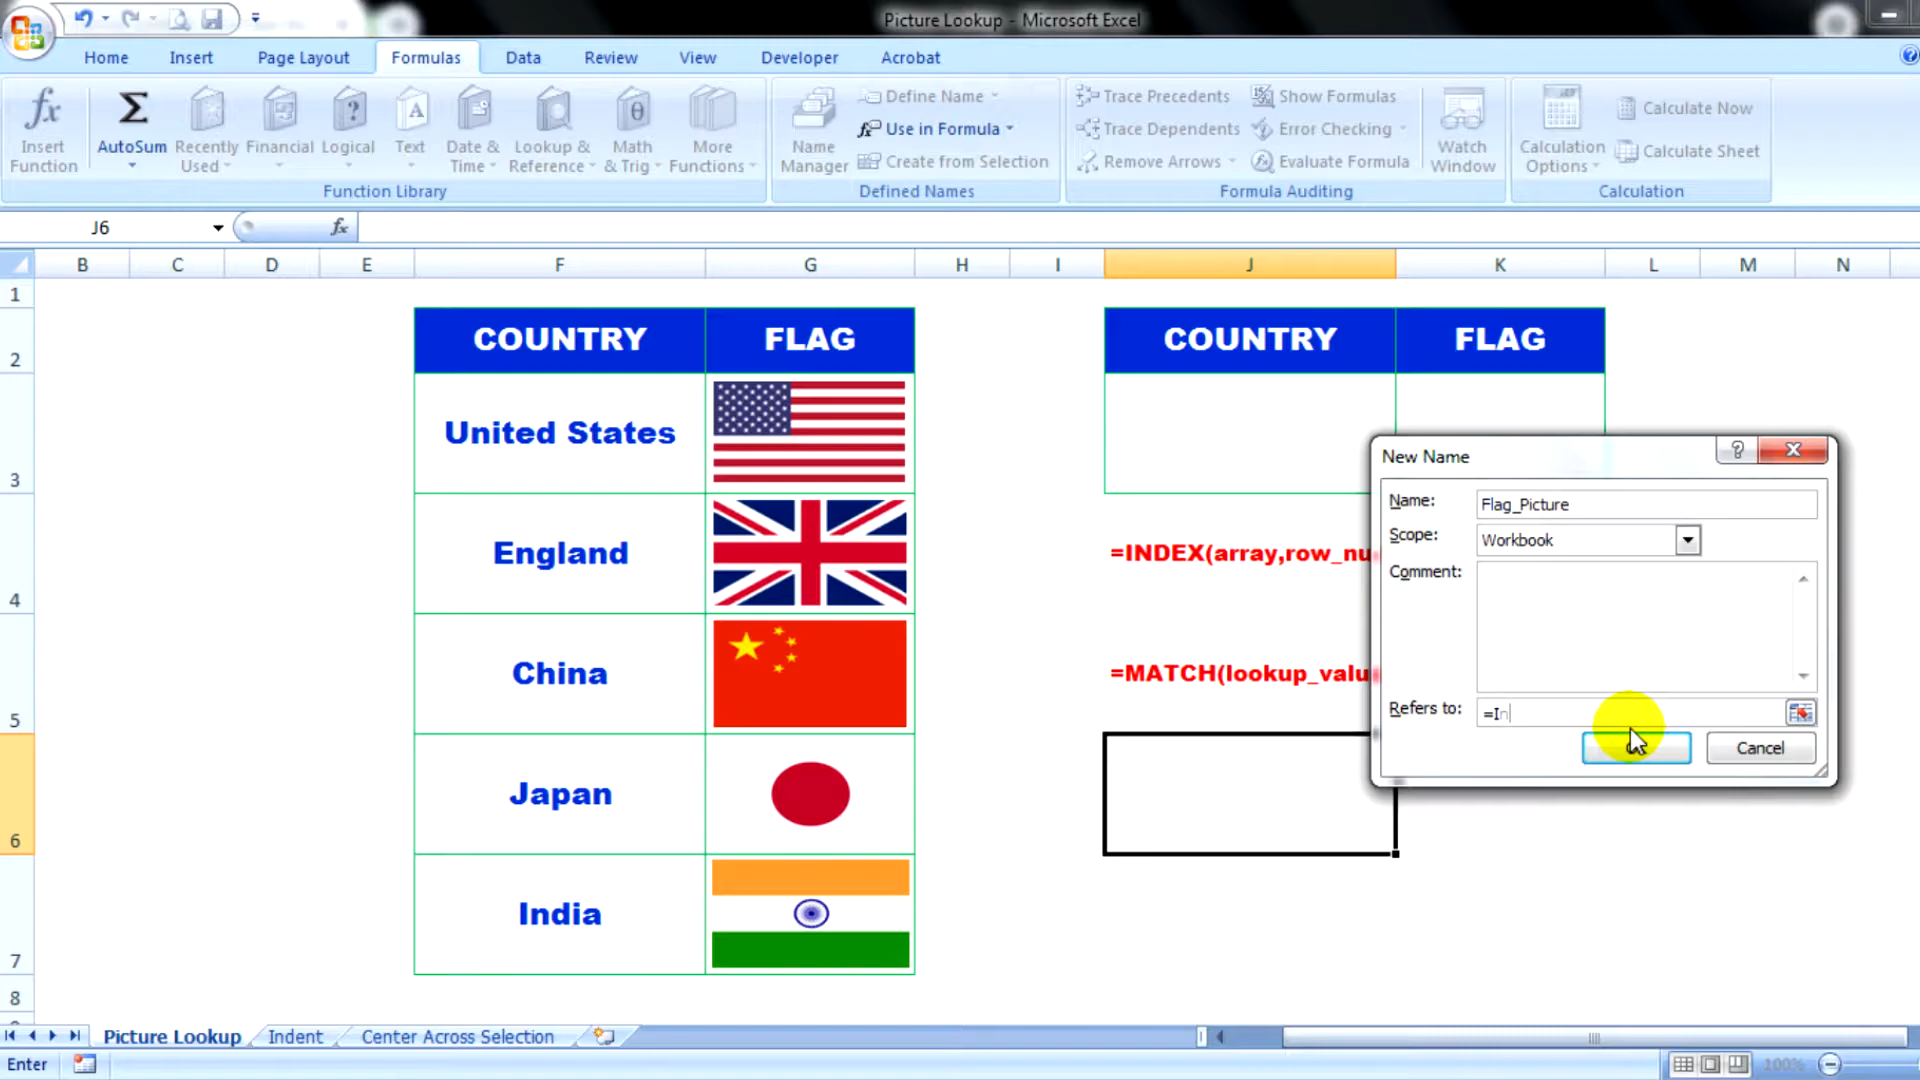 Picture Lookup - Microsoft Excel
Home Insert Page Layout Formulas Data Review View Developer Acrobat
Insert Function
AutoSum
Recently Used
Financial
Logical
Text
Date & Time
Lookup & Reference
Math & Trig
More Functions
Function Library
Name Manager
Define Name
Use in Formula
Create from Selection
Defined Names
Trace Precedents
Trace Dependents
Remove Arrows
Show Formulas
Error Checking
Evaluate Formula
Watch Window
Formula Auditing
Calculation Options
Calculate Now
Calculate Sheet
Calculation
J6
fx
B C D E F G H I J K L M N
1
2
3
4
5
6
7
8
COUNTRY FLAG
United States
England
China
Japan
India
COUNTRY FLAG
=INDEX(array,row_nu
=MATCH(lookup_valu
New Name
Name: Flag_Picture
Scope: Workbook
Comment:
Refers to: =In
Cancel
Picture Lookup Indent Center Across Selection
Enter
100%